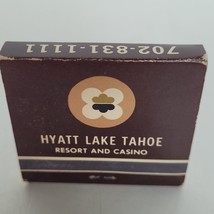 702-831-1111
HYATT LAKE TAHOE
RESORT AND CASINO